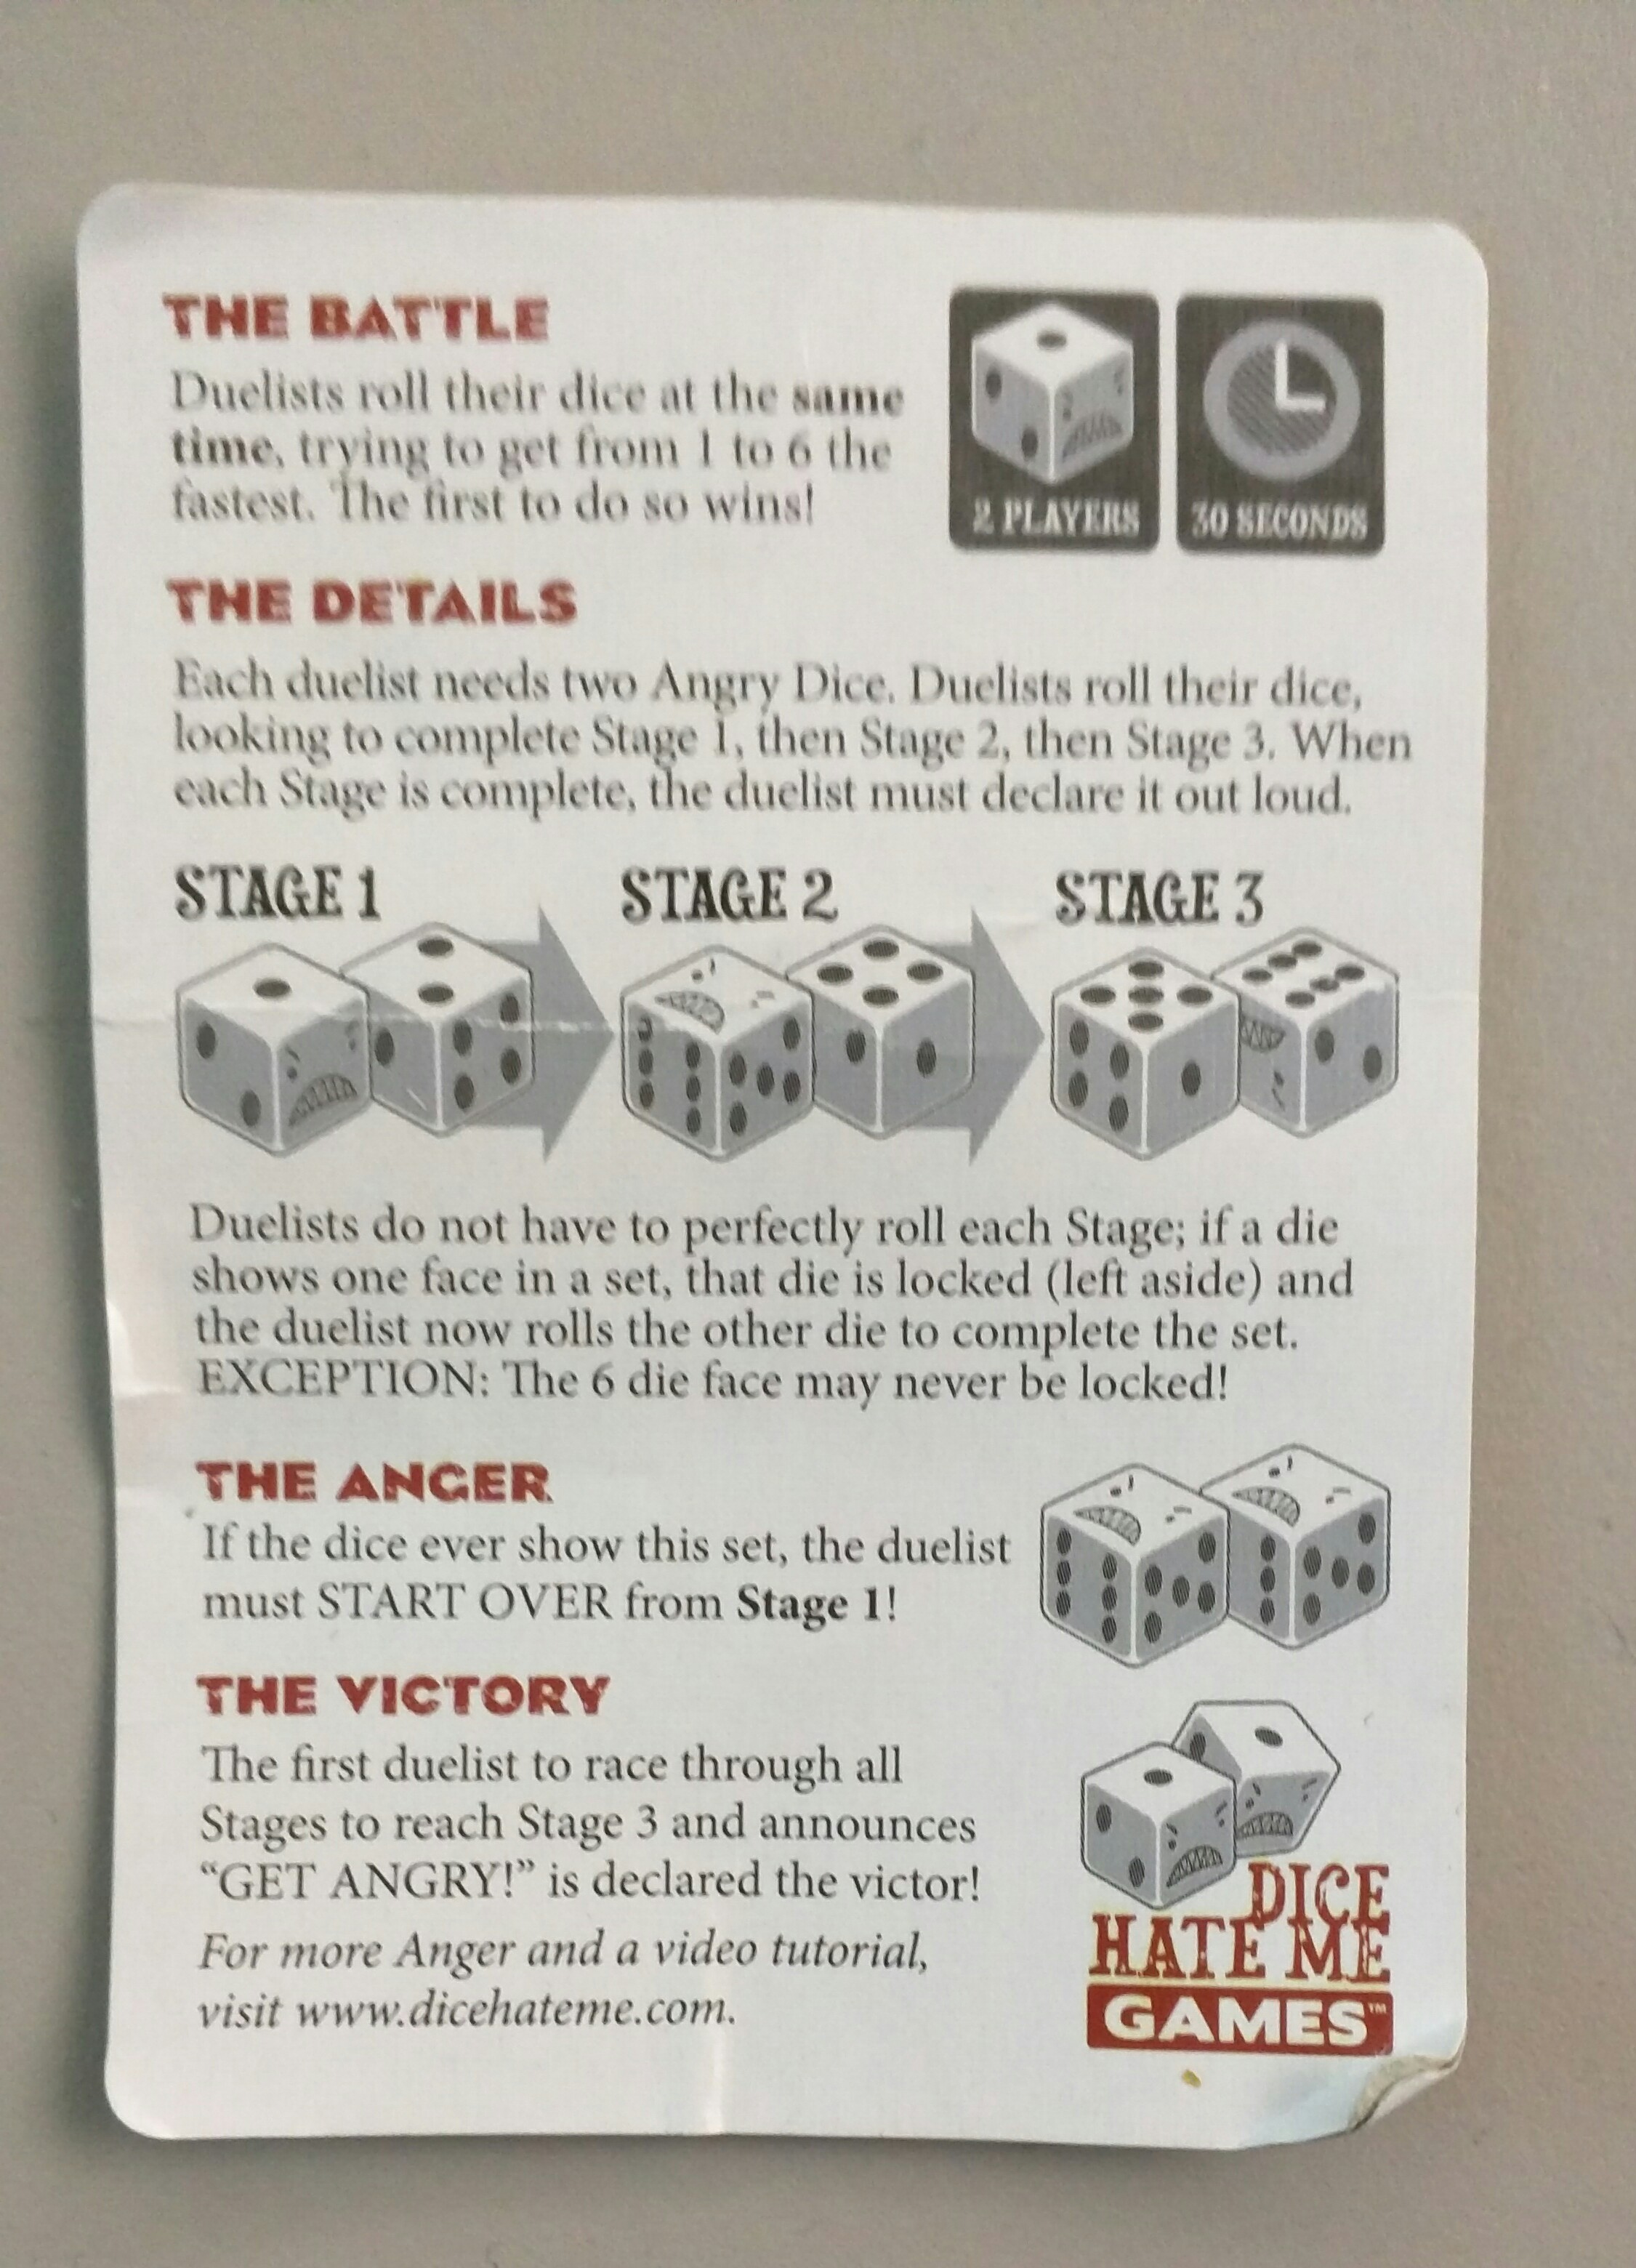 THE BATTLE
Duelists roll their dice at the same
time, trying to get from 1 to 6 the
fastest. The first to do so wins!
2 PLAYERS
30 SECONDS
THE DETAILS
Each duelist needs two Angry Dice. Duelists roll their dice,
looking to complete Stage 1, then Stage 2, then Stage 3. When
each Stage is complete, the duelist must declare it out loud.
STAGE 1
STAGE 2
STAGE 3
Duelists do not have to perfectly roll each Stage; if a die
shows one face in a set, that die is locked (left aside) and
the duelist now rolls the other die to complete the set.
EXCEPTION: The 6 die face may never be locked!
THE ANGER
If the dice ever show this set, the duelist
must START OVER from Stage 1!
THE VICTORY
The first duelist to race through all
Stages to reach Stage 3 and announces
“GET ANGRY!” is declared the victor!
For more Anger and a video tutorial,
visit www.dicehateme.com.
DICE
HATE ME
GAMES™